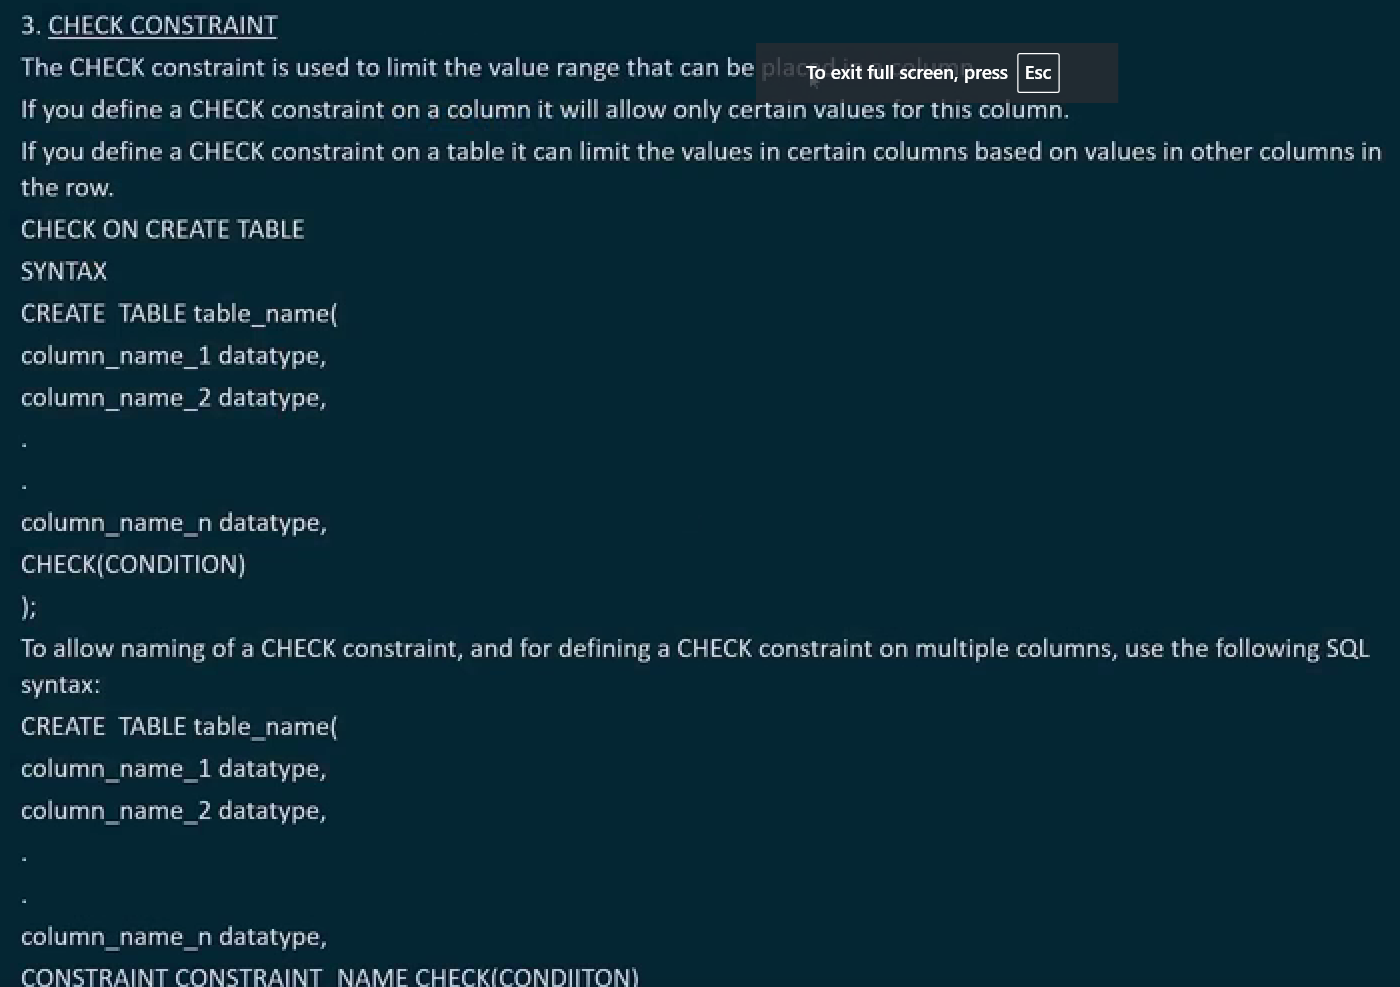 3. CHECK CONSTRAINT
The CHECK constraint is used to limit the value range that can be
To exit full screen, press Esc
If you define a CHECK constraint on a column it will allow only certain values for this column.
If you define a CHECK constraint on a table it can limit the values in certain columns based on values in other columns in
the row.
CHECK ON CREATE TABLE
SYNTAX
CREATE  TABLE table_name(
column_name_1 datatype,
column_name_2 datatype,
.
.
column_name_n datatype,
CHECK(CONDITION)
);
To allow naming of a CHECK constraint, and for defining a CHECK constraint on multiple columns, use the following SQL
syntax:
CREATE  TABLE table_name(
column_name_1 datatype,
column_name_2 datatype,
.
.
column_name_n datatype,
CONSTRAINT CONSTRAINT_NAME CHECK(CONDIITON)